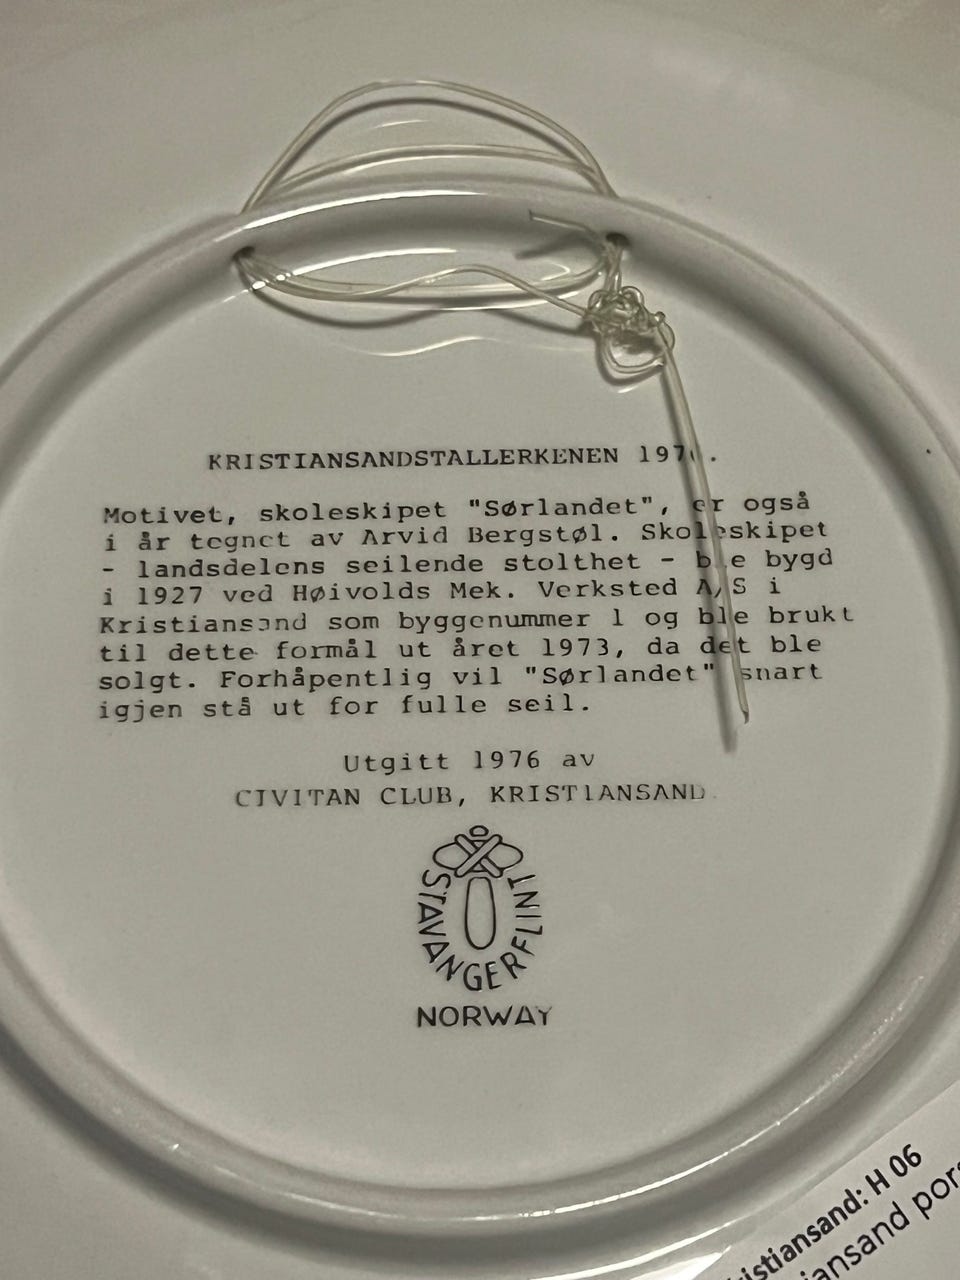 KRISTIANSANDSTALLERKENEN 1976.
Motivet, skoleskipet "Sørlandet", er også
i år tegnet av Arvid Bergstøl. Skoleskipet
- landsdelens seilende stolthet - ble bygd
i 1927 ved Høivolds Mek. Verksted A/S i
Kristiansand som byggenummer 1 og ble brukt
til dette formål ut året 1973, da det ble
solgt. Forhåpentlig vil "Sørlandet" snart
igjen stå ut for fulle seil.
Utgitt 1976 av
CIVITAN CLUB, KRISTIANSAND.
STAVANGERFLINT
NORWAY
istiansand: H 06
iansand pors